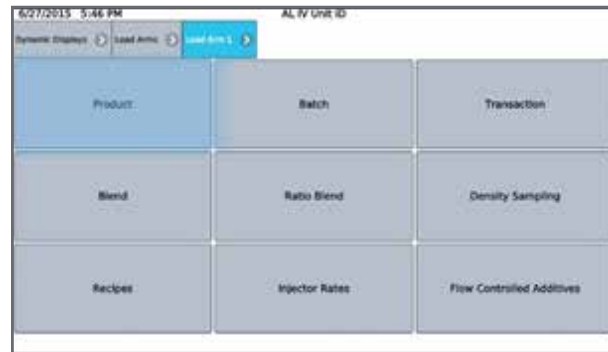 6/27/2015 5:46 PM AL IV Unit ID
Dynamic Displays Load Arms Load Arm 1
Product Batch Transaction
Blend Ratio Blend Density Sampling
Recipes Injector Rates Flow Controlled Additives